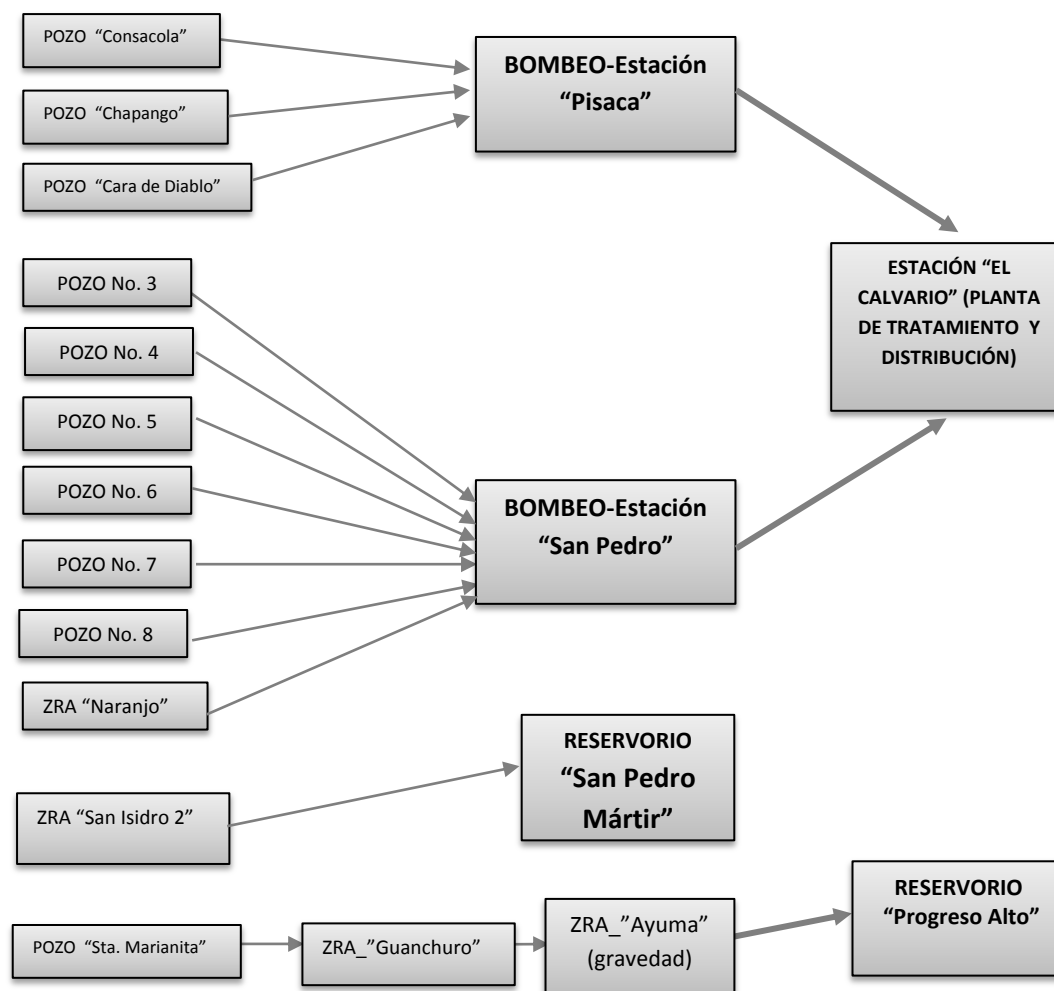 POZO “Consacola”
POZO “Chapango”
POZO “Cara de Diablo”
BOMBEO-Estación
“Pisaca”
ESTACIÓN “EL
CALVARIO” (PLANTA
DE TRATAMIENTO Y
DISTRIBUCIÓN)
POZO No. 3
POZO No. 4
POZO No. 5
POZO No. 6
POZO No. 7
POZO No. 8
ZRA “Naranjo”
BOMBEO-Estación
“San Pedro”
ZRA “San Isidro 2”
RESERVORIO
“San Pedro
Mártir”
POZO “Sta. Marianita”
ZRA_”Guanchuro”
ZRA_”Ayuma”
(gravedad)
RESERVORIO
“Progreso Alto”